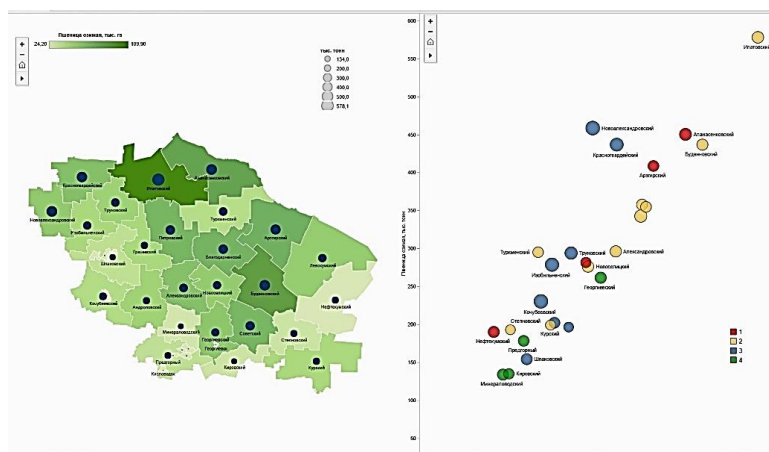 Пшеница озимая, тыс. га
24,20
109,90
тыс. тонн
134,0
200,0
300,0
400,0
500,0
578,1
Ипатовский
Красногвардейский
Труновский
Новоалександровский
Изобильненский
Туркменский
Апанасенковский
Петровский
Грачевский
Шпаковский
Благодарненский
Арзгирский
Левокумский
Кочубеевский
Андроповский
Александровский
Новоселицкий
Буденновский
Нефтекумский
Минераловодский
Георгиевский
Советский
Степновский
Предгорный
Кировский
Курский
Пшеница озимая, тыс. тонн
600
550
500
450
400
350
300
250
200
150
100
50
Ипатовский
Новоалександровский
Апанасенковский
Красногвардейский
Буденновский
Арзгирский
Туркменский
Труновский
Александровский
Изобильненский
Новоселицкий
Георгиевский
Кочубеевский
Степновский
Курский
Нефтекумский
Предгорный
Шпаковский
Кировский
Минераловодский
1
2
3
4